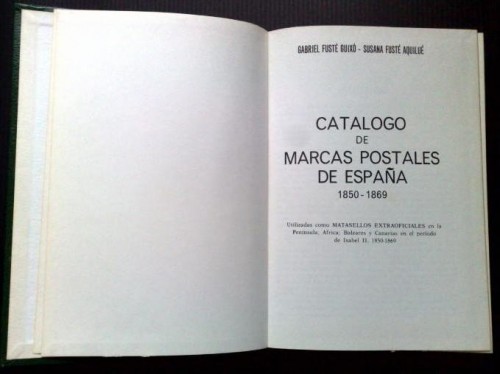 GABRIEL FUSTÉ GUIXÓ - SUSANA FUSTÉ AQUILUÉ
CATALOGO
DE
MARCAS POSTALES
DE ESPAÑA
1850 - 1869
Utilizadas como MATASELLOS EXTRAOFICIALES en la
Península, Africa, Baleares y Canarias en el período
de Isabel II. 1850-1869